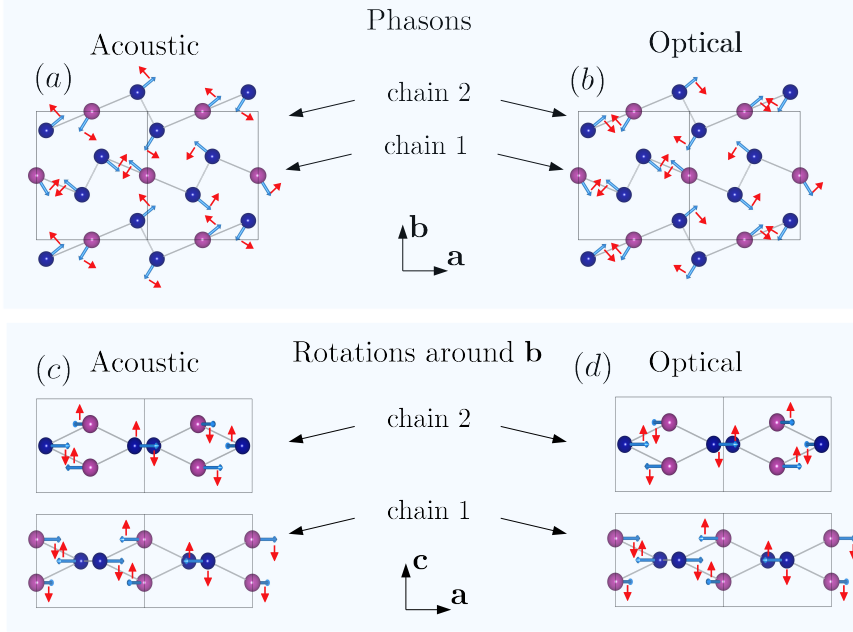 Phasons
Acoustic
Optical
(a)
(b)
chain 2
chain 1
b
a
Rotations around b
(c)
Acoustic
(d)
Optical
chain 2
chain 1
c
a